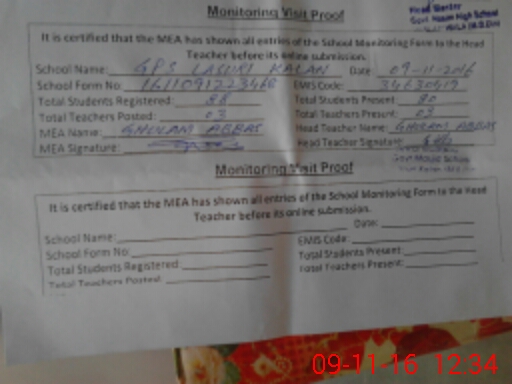 Monitoring Visit Proof
Head Master
It is certified that the MEA has shown all entries of the School Monitoring Form to the Head
Teacher before its online submission.
School Name: GPS LASURI KALAN Date 09-11-2016
School Form No: EMIS Code: 34630419
Total Students Registered: 88 Total Students Present: 80
Total Teachers Posted: 03 Total Teachers Present: 03
MEA Name: GHULAM ABBAS Head Teacher Name: GHULAM ABBAS
MEA Signature: Head Teacher Signature:
Monitoring Visit Proof
It is certified that the MEA has shown all entries of the School Monitoring Form to the Head
Teacher before its online submission.
School Name: Date:
School Form No: EMIS Code:
Total Students Registered: Total Students Present:
Total Teachers Posted: Total Teachers Present:
09-11-16 12:34